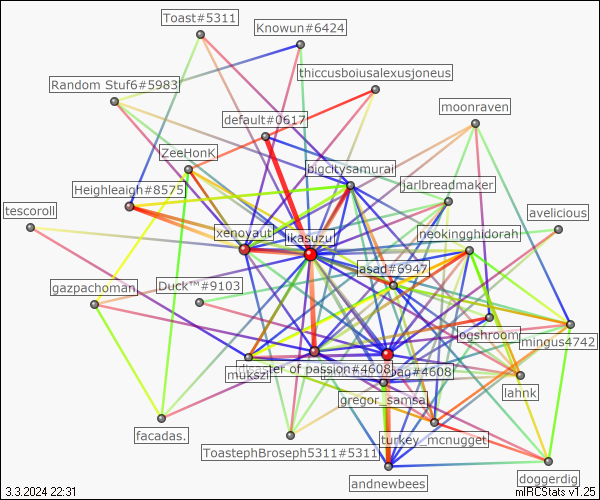 Toast#5311
Knowun#6424
thiccusboiusalexusjoneus
Random Stuf6#5983
moonraven
default#0617
ZeeHonK
bigcitysamurai
Heighleaigh#8575
jarlbreadmaker
tescoroll
avelicious
xenoyaut
likasuzu
neokingghidorah
asad#6947
gazpachoman
Duck™#9103
ogshroom
mingus4742
disaster of passion#4608
bag#4608
mukszi
lahnk
gregor_samsa
facadas.
turkey_mcnugget
ToastephBroseph5311#5311
doggerdig
andnewbees
3.3.2024 22:31
mIRCStats v1.25